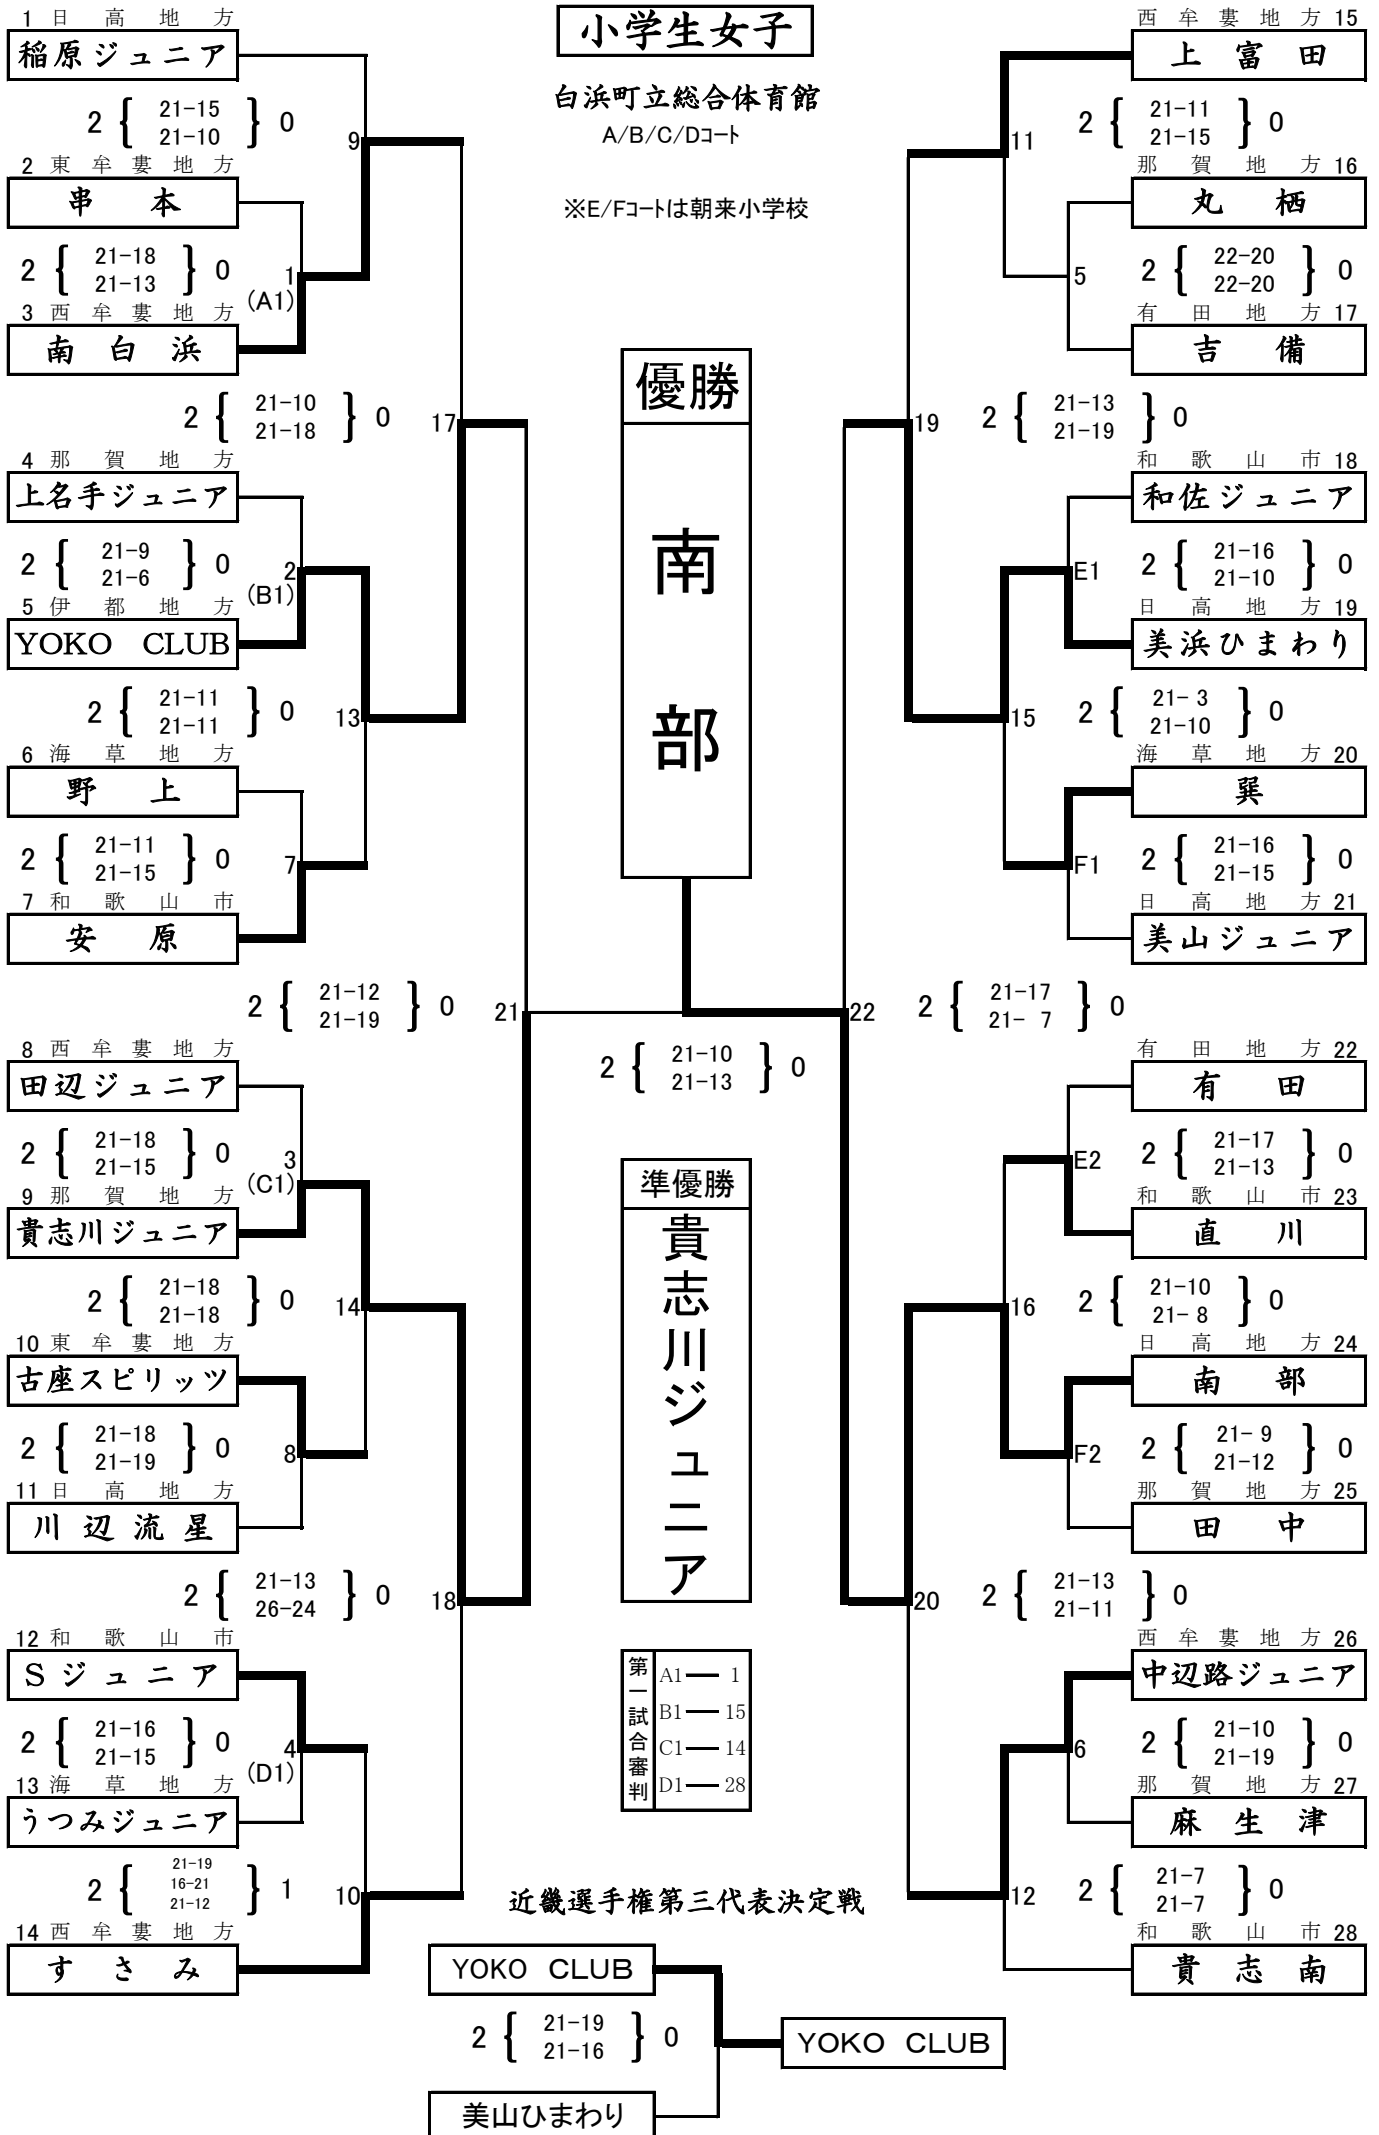 小学生女子
白浜町立総合体育館
A/B/C/Dコート
※E/Fコートは朝来小学校
1 日高地方
稲原ジュニア
2 { 21-15 21-10 } 0
9
2 東牟婁地方
串本
2 { 21-18 21-13 } 0
1
(A1)
3 西牟婁地方
南白浜
2 { 21-10 21-18 } 0
17
4 那賀地方
上名手ジュニア
2 { 21-9 21-6 } 0
2
(B1)
5 伊都地方
YOKO CLUB
2 { 21-11 21-11 } 0
13
6 海草地方
野上
2 { 21-11 21-15 } 0
7
7 和歌山市
安原
2 { 21-12 21-19 } 0
21
8 西牟婁地方
田辺ジュニア
2 { 21-18 21-15 } 0
3
(C1)
9 那賀地方
貴志川ジュニア
2 { 21-18 21-18 } 0
14
10 東牟婁地方
古座スピリッツ
2 { 21-18 21-19 } 0
8
11 日高地方
川辺流星
2 { 21-13 26-24 } 0
18
12 和歌山市
Sジュニア
2 { 21-16 21-15 } 0
4
(D1)
13 海草地方
うつみジュニア
2 { 21-19 16-21 21-12 } 1
10
14 西牟婁地方
すさみ
優勝
南部
2 { 21-10 21-13 } 0
準優勝
貴志川ジュニア
第一試合審判
A1 — 1
B1 — 15
C1 — 14
D1 — 28
西牟婁地方 15
上富田
11
2 { 21-11 21-15 } 0
那賀地方 16
丸栖
5
2 { 22-20 22-20 } 0
有田地方 17
吉備
19
2 { 21-13 21-19 } 0
和歌山市 18
和佐ジュニア
E1
2 { 21-16 21-10 } 0
日高地方 19
美浜ひまわり
15
2 { 21- 3 21-10 } 0
海草地方 20
巽
F1
2 { 21-16 21-15 } 0
日高地方 21
美山ジュニア
22
2 { 21-17 21- 7 } 0
有田地方 22
有田
E2
2 { 21-17 21-13 } 0
和歌山市 23
直川
16
2 { 21-10 21- 8 } 0
日高地方 24
南部
F2
2 { 21- 9 21-12 } 0
那賀地方 25
田中
20
2 { 21-13 21-11 } 0
西牟婁地方 26
中辺路ジュニア
6
2 { 21-10 21-19 } 0
那賀地方 27
麻生津
12
2 { 21-7 21-7 } 0
和歌山市 28
貴志南
近畿選手権第三代表決定戦
YOKO CLUB
2 { 21-19 21-16 } 0
YOKO CLUB
美山ひまわり